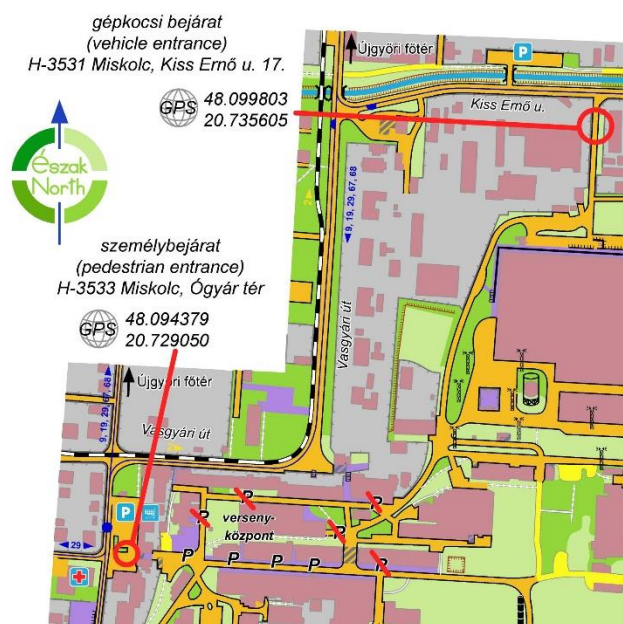 gépkocsi bejárat
(vehicle entrance)
H-3531 Miskolc, Kiss Ernő u. 17.
GPS 48.099803
20.735605
Újgyőri főtér
P
Kiss Ernő u.
Észak
North
24
9, 19, 29, 67, 68
személybejárat
(pedestrian entrance)
H-3533 Miskolc, Ógyár tér
GPS 48.094379
20.729050
Vasgyári út
9, 19, 29, 67, 68
Újgyőri főtér
Vasgyári út
P
P
P
P
verseny-
központ
P
P
29
P
P
P
P
P